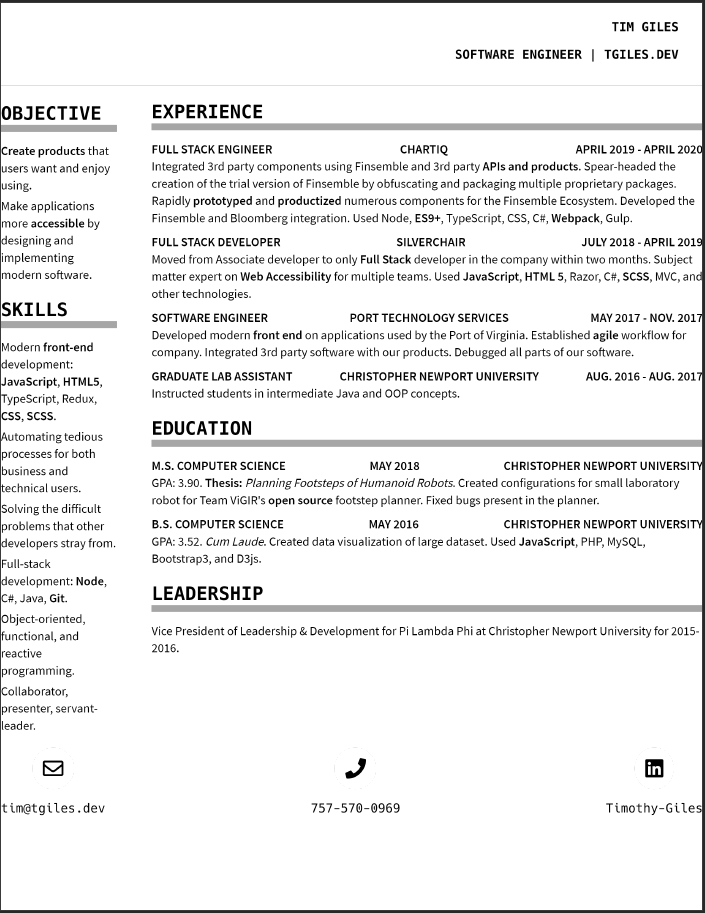 TIM GILES
SOFTWARE ENGINEER | TGILES.DEV
OBJECTIVE
Create products that
users want and enjoy
using.
Make applications
more accessible by
designing and
implementing
modern software.
SKILLS
Modern front-end
development:
JavaScript, HTML5,
TypeScript, Redux,
CSS, SCSS.
Automating tedious
processes for both
business and
technical users.
Solving the difficult
problems that other
developers stray from.
Full-stack
development: Node,
C#, Java, Git.
Object-oriented,
functional, and
reactive
programming.
Collaborator,
presenter, servant-
leader.
EXPERIENCE
FULL STACK ENGINEER CHARTIQ APRIL 2019 - APRIL 2020
Integrated 3rd party components using Finsemble and 3rd party APIs and products. Spear-headed the
creation of the trial version of Finsemble by obfuscating and packaging multiple proprietary packages.
Rapidly prototyped and productized numerous components for the Finsemble Ecosystem. Developed the
Finsemble and Bloomberg integration. Used Node, ES9+, TypeScript, CSS, C#, Webpack, Gulp.
FULL STACK DEVELOPER SILVERCHAIR JULY 2018 - APRIL 2019
Moved from Associate developer to only Full Stack developer in the company within two months. Subject
matter expert on Web Accessibility for multiple teams. Used JavaScript, HTML 5, Razor, C#, SCSS, MVC, and
other technologies.
SOFTWARE ENGINEER PORT TECHNOLOGY SERVICES MAY 2017 - NOV. 2017
Developed modern front end on applications used by the Port of Virginia. Established agile workflow for
company. Integrated 3rd party software with our products. Debugged all parts of our software.
GRADUATE LAB ASSISTANT CHRISTOPHER NEWPORT UNIVERSITY AUG. 2016 - AUG. 2017
Instructed students in intermediate Java and OOP concepts.
EDUCATION
M.S. COMPUTER SCIENCE MAY 2018 CHRISTOPHER NEWPORT UNIVERSITY
GPA: 3.90. Thesis: Planning Footsteps of Humanoid Robots. Created configurations for small laboratory
robot for Team ViGIR's open source footstep planner. Fixed bugs present in the planner.
B.S. COMPUTER SCIENCE MAY 2016 CHRISTOPHER NEWPORT UNIVERSITY
GPA: 3.52. Cum Laude. Created data visualization of large dataset. Used JavaScript, PHP, MySQL,
Bootstrap3, and D3js.
LEADERSHIP
Vice President of Leadership & Development for Pi Lambda Phi at Christopher Newport University for 2015-
2016.
tim@tgiles.dev 757-570-0969 Timothy-Giles